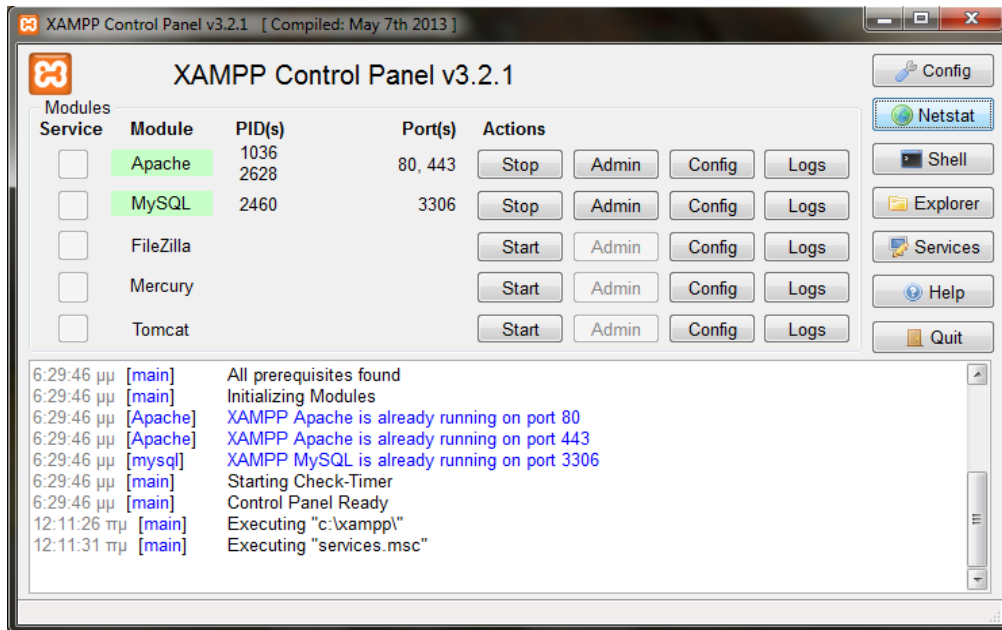 XAMPP Control Panel v3.2.1 [ Compiled: May 7th 2013 ]
XAMPP Control Panel v3.2.1
Config
Modules
Netstat
Service Module PID(s) Port(s) Actions
Apache 1036 2628 80, 443 Stop Admin Config Logs
Shell
MySQL 2460 3306 Stop Admin Config Logs
Explorer
FileZilla Start Admin Config Logs
Services
Mercury Start Admin Config Logs
Help
Tomcat Start Admin Config Logs
Quit
6:29:46 μμ [main] All prerequisites found
6:29:46 μμ [main] Initializing Modules
6:29:46 μμ [Apache] XAMPP Apache is already running on port 80
6:29:46 μμ [Apache] XAMPP Apache is already running on port 443
6:29:46 μμ [mysql] XAMPP MySQL is already running on port 3306
6:29:46 μμ [main] Starting Check-Timer
6:29:46 μμ [main] Control Panel Ready
12:11:26 πμ [main] Executing "c:\xampp\"
12:11:31 πμ [main] Executing "services.msc"